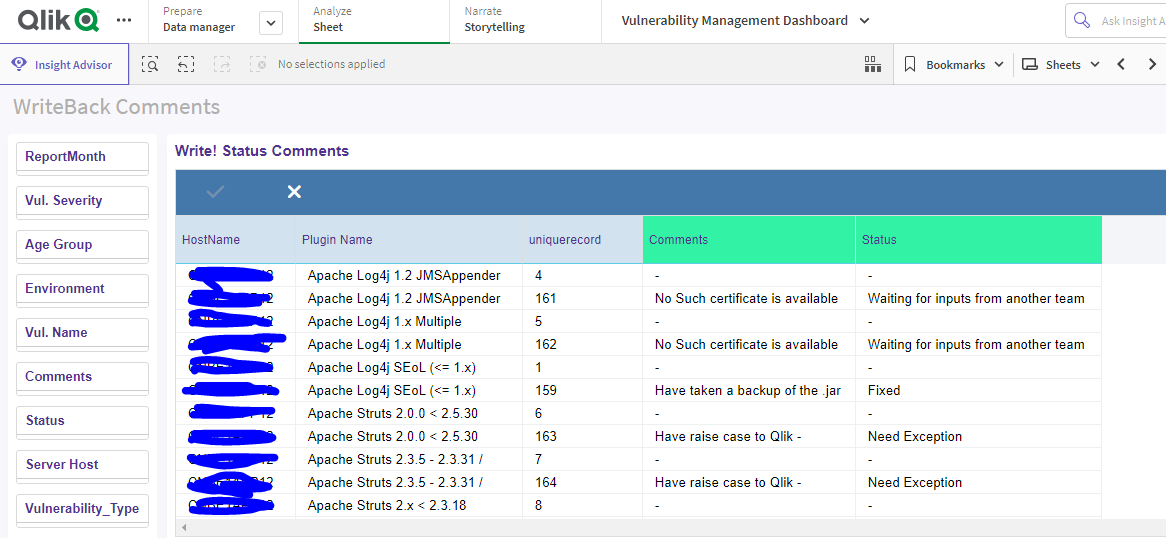 Qlik
Prepare
Data manager
Analyze
Sheet
Narrate
Storytelling
Vulnerability Management Dashboard
Ask Insight A
Insight Advisor
No selections applied
Bookmarks
Sheets
WriteBack Comments
ReportMonth
Vul. Severity
Age Group
Environment
Vul. Name
Comments
Status
Server Host
Vulnerability_Type
Write! Status Comments
HostName Plugin Name uniquerecord Comments Status
Apache Log4j 1.2 JMSAppender 4 - -
Apache Log4j 1.2 JMSAppender 161 No Such certificate is available Waiting for inputs from another team
Apache Log4j 1.x Multiple 5 - -
Apache Log4j 1.x Multiple 162 No Such certificate is available Waiting for inputs from another team
Apache Log4j SEoL (<= 1.x) 1 - -
Apache Log4j SEoL (<= 1.x) 159 Have taken a backup of the .jar Fixed
Apache Struts 2.0.0 < 2.5.30 6 - -
Apache Struts 2.0.0 < 2.5.30 163 Have raise case to Qlik - Need Exception
Apache Struts 2.3.5 - 2.3.31 / 7 - -
Apache Struts 2.3.5 - 2.3.31 / 164 Have raise case to Qlik - Need Exception
Apache Struts 2.x < 2.3.18 8 - -